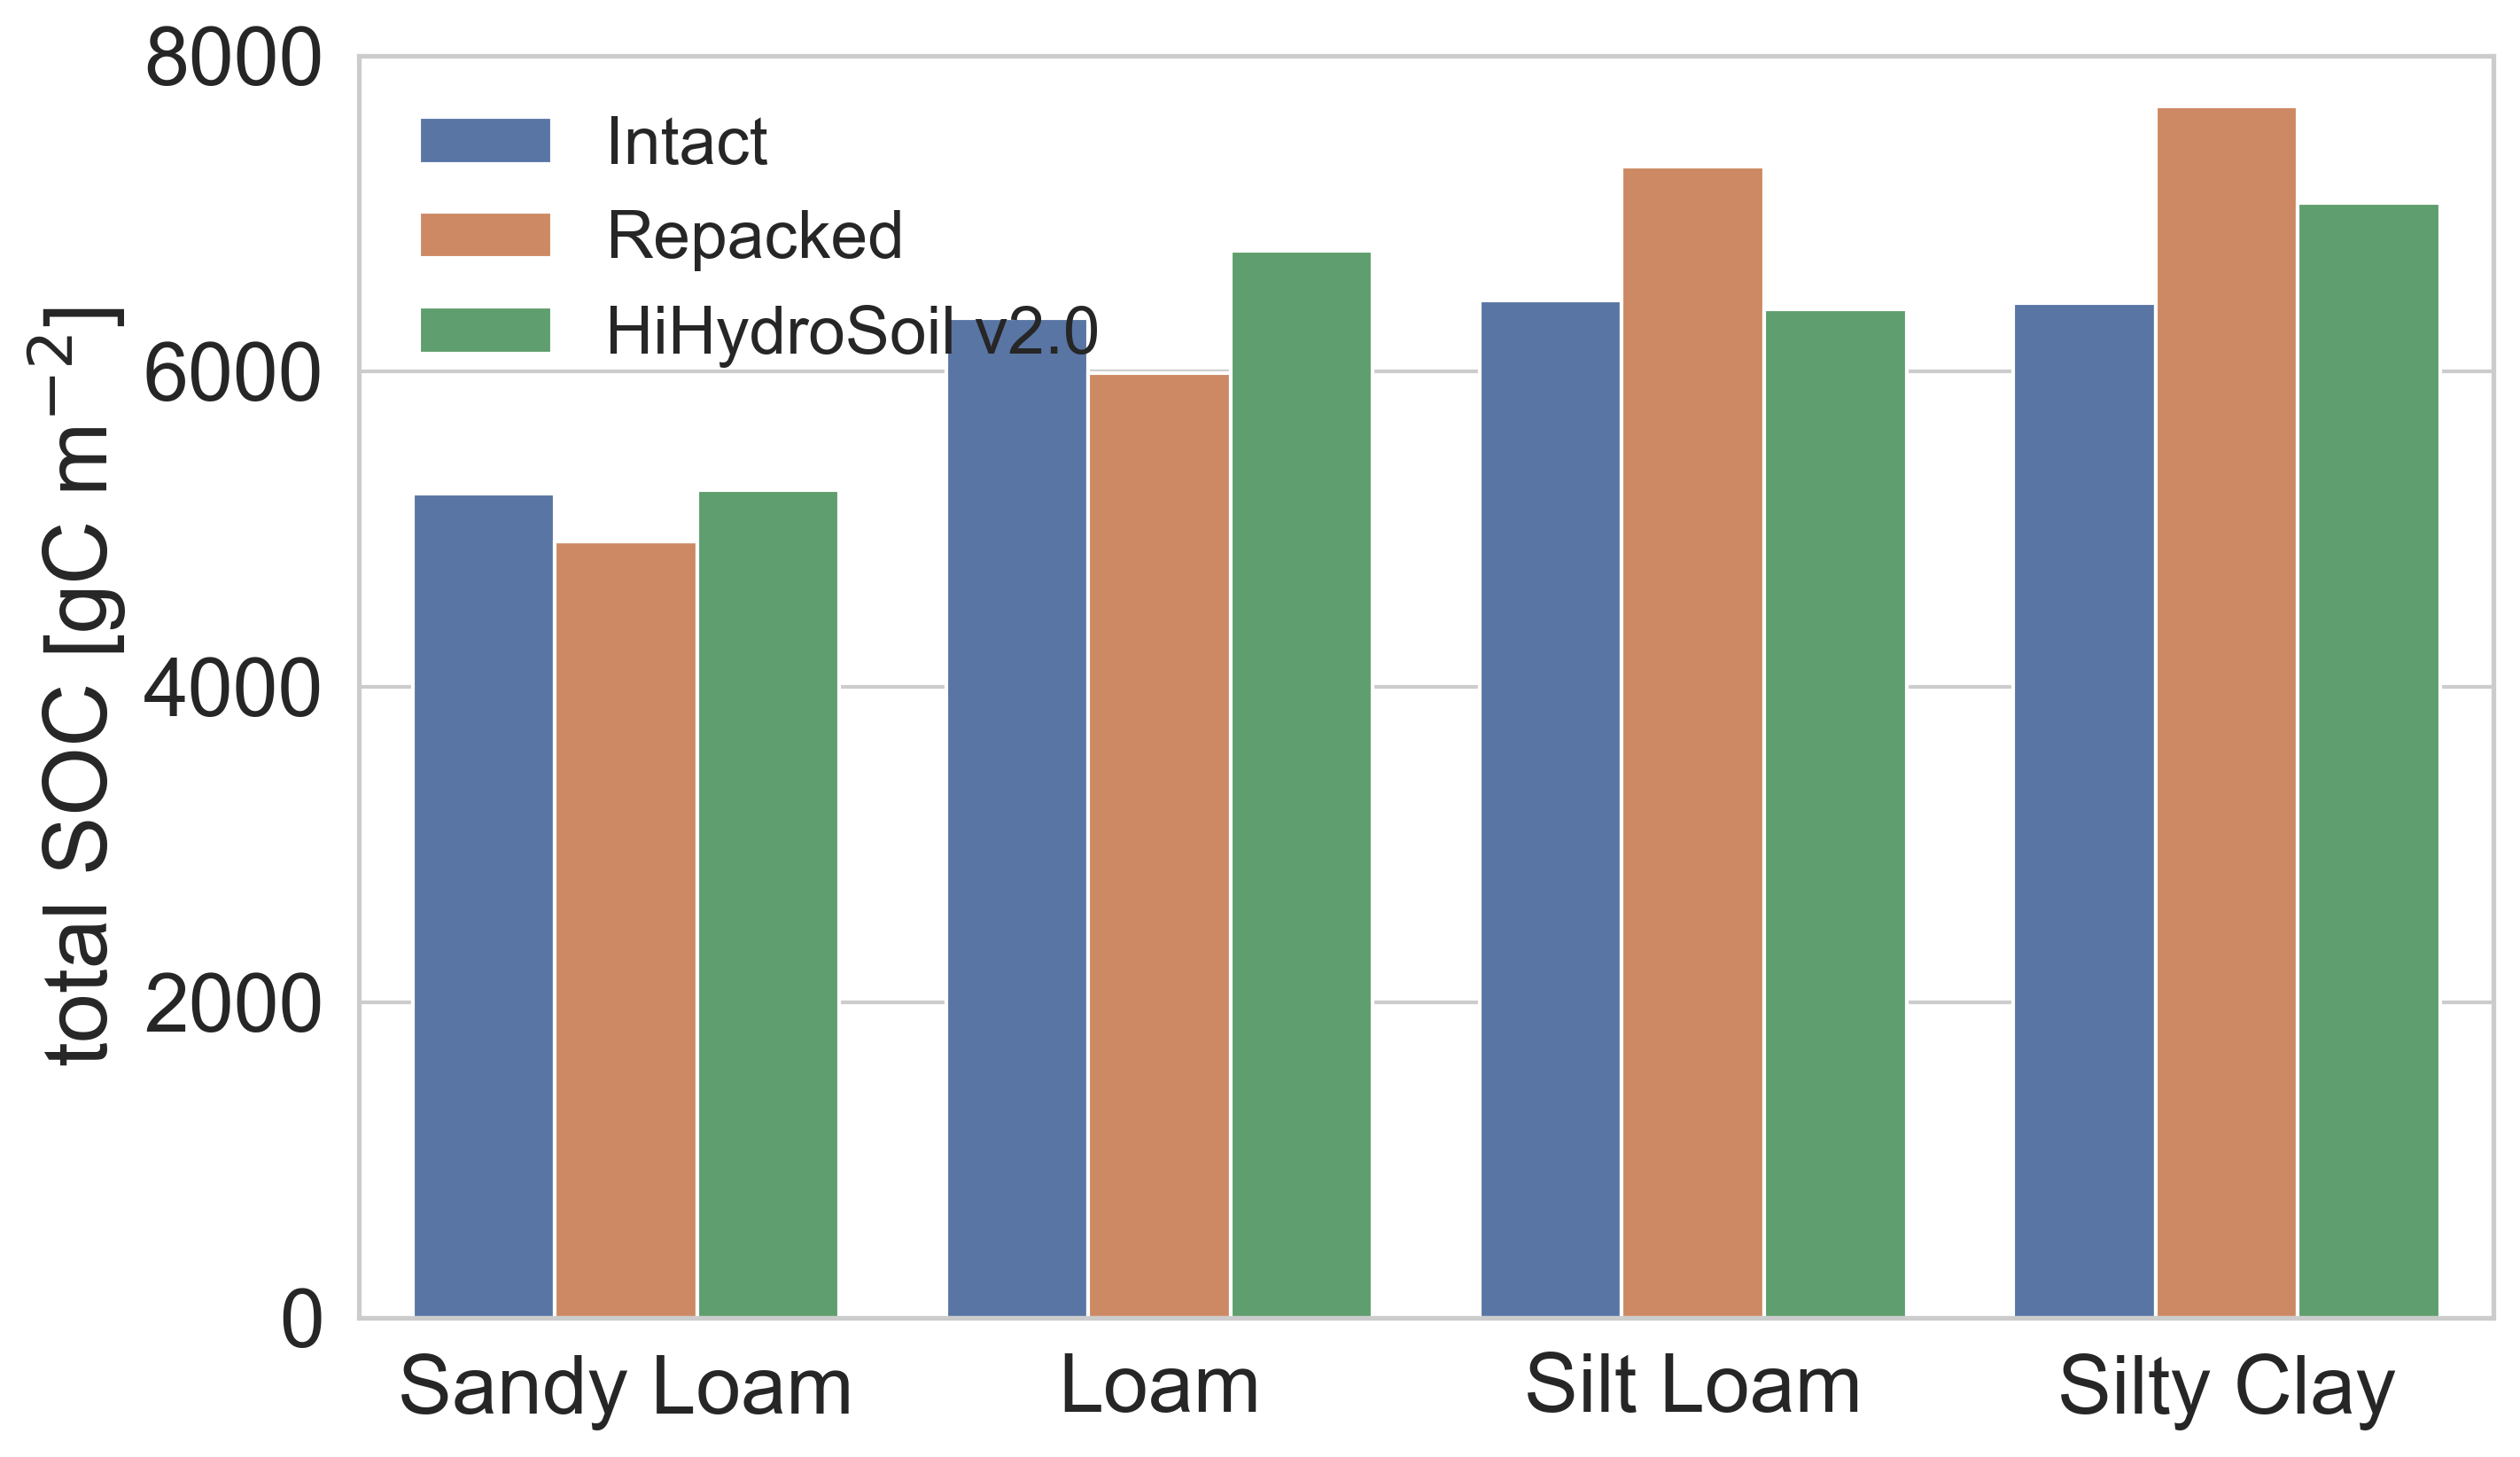 total SOC [gC m⁻²]
8000
6000
4000
2000
0
Intact
Repacked
HiHydroSoil v2.0
Sandy Loam
Loam
Silt Loam
Silty Clay